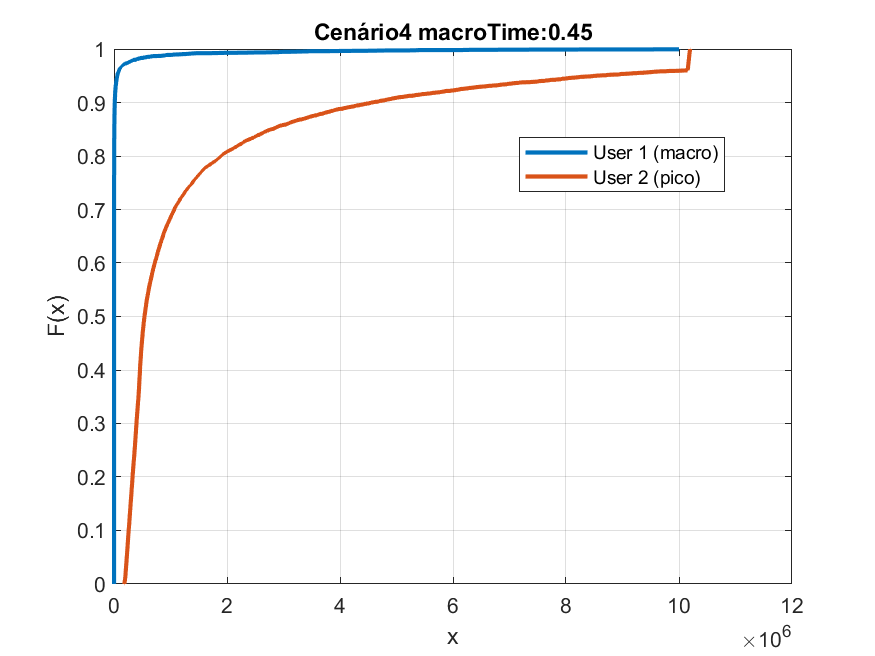 Cenário4 macroTime:0.45
1
0.9
0.8
0.7
0.6
0.5
0.4
0.3
0.2
0.1
0
F(x)
User 1 (macro)
User 2 (pico)
0 2 4 6 8 10 12
x
×10^6